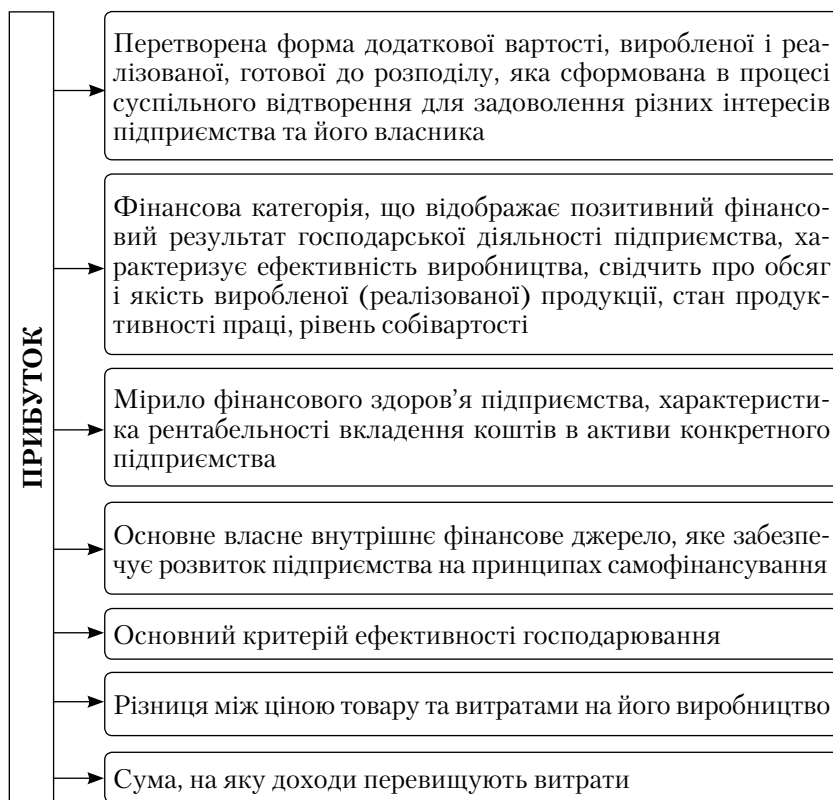 ПРИБУТОК
Перетворена форма додаткової вартості, виробленої і реа-
лізованої, готової до розподілу, яка сформована в процесі
суспільного відтворення для задоволення різних інтересів
підприємства та його власника
Фінансова категорія, що відображає позитивний фінансо-
вий результат господарської діяльності підприємства, ха-
рактеризує ефективність виробництва, свідчить про обсяг
і якість виробленої (реалізованої) продукції, стан продук-
тивності праці, рівень собівартості
Мірило фінансового здоров’я підприємства, характеристи-
ка рентабельності вкладення коштів в активи конкретного
підприємства
Основне власне внутрішнє фінансове джерело, яке забезпе-
чує розвиток підприємства на принципах самофінансування
Основний критерій ефективності господарювання
Різниця між ціною товару та витратами на його виробництво
Сума, на яку доходи перевищують витрати